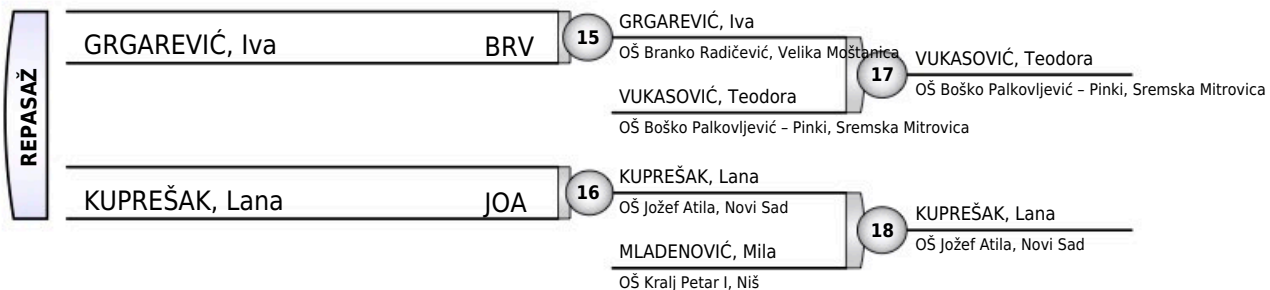 REPASAŽ
GRGAREVIĆ, Iva BRV
15
GRGAREVIĆ, Iva
OŠ Branko Radičević, Velika Moštanica
VUKASOVIĆ, Teodora
OŠ Boško Palkovljević – Pinki, Sremska Mitrovica
17
VUKASOVIĆ, Teodora
OŠ Boško Palkovljević – Pinki, Sremska Mitrovica
KUPREŠAK, Lana JOA
16
KUPREŠAK, Lana
OŠ Jožef Atila, Novi Sad
MLADENOVIĆ, Mila
OŠ Kralj Petar I, Niš
18
KUPREŠAK, Lana
OŠ Jožef Atila, Novi Sad